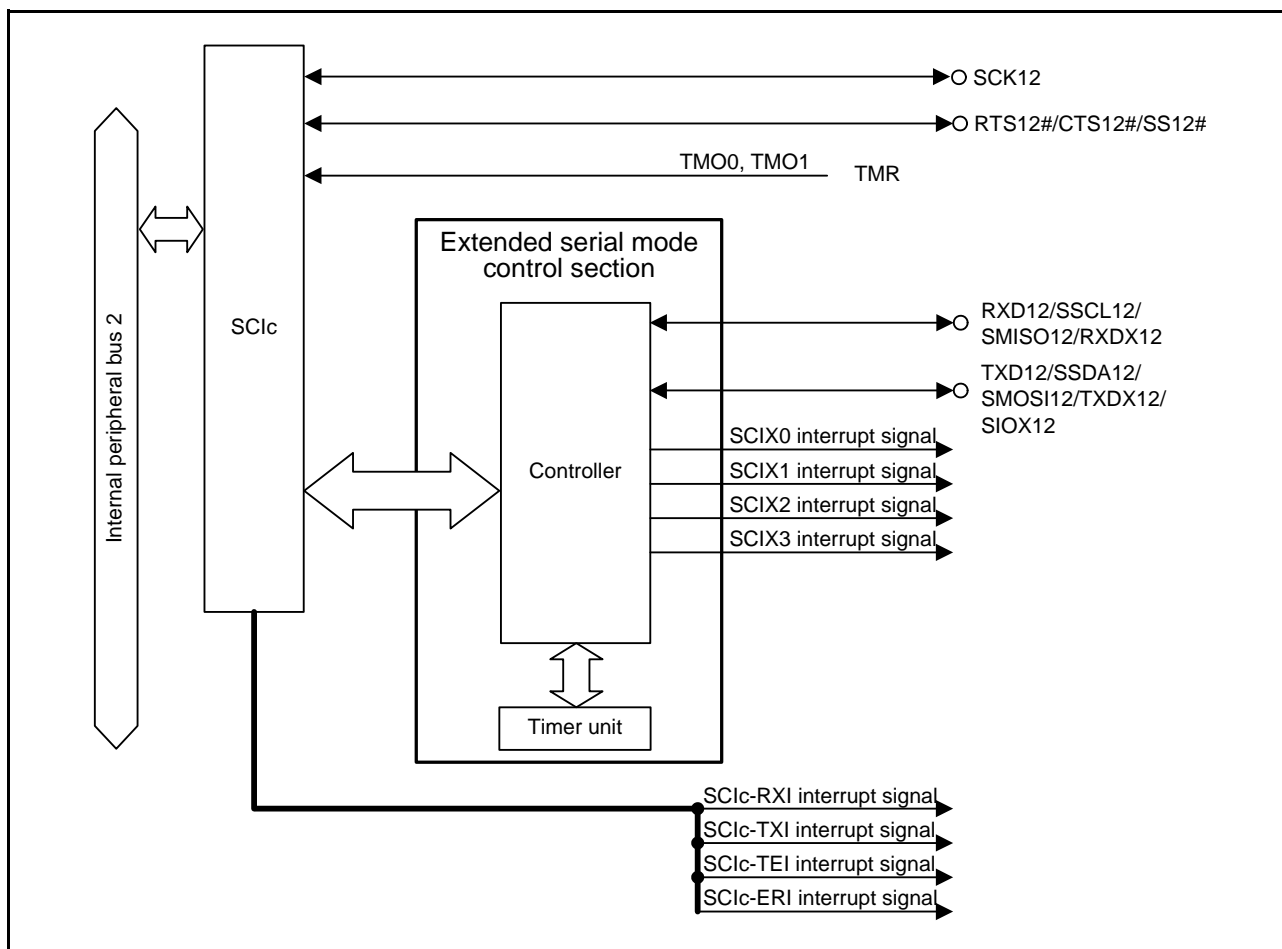 SCK12
RTS12#/CTS12#/SS12#
TMO0, TMO1
TMR
Extended serial mode
control section
Internal peripheral bus 2
SCIc
RXD12/SSCL12/
SMISO12/RXDX12
TXD12/SSDA12/
SMOSI12/TXDX12/
SIOX12
Controller
SCIX0 interrupt signal
SCIX1 interrupt signal
SCIX2 interrupt signal
SCIX3 interrupt signal
Timer unit
SCIc-RXI interrupt signal
SCIc-TXI interrupt signal
SCIc-TEI interrupt signal
SCIc-ERI interrupt signal